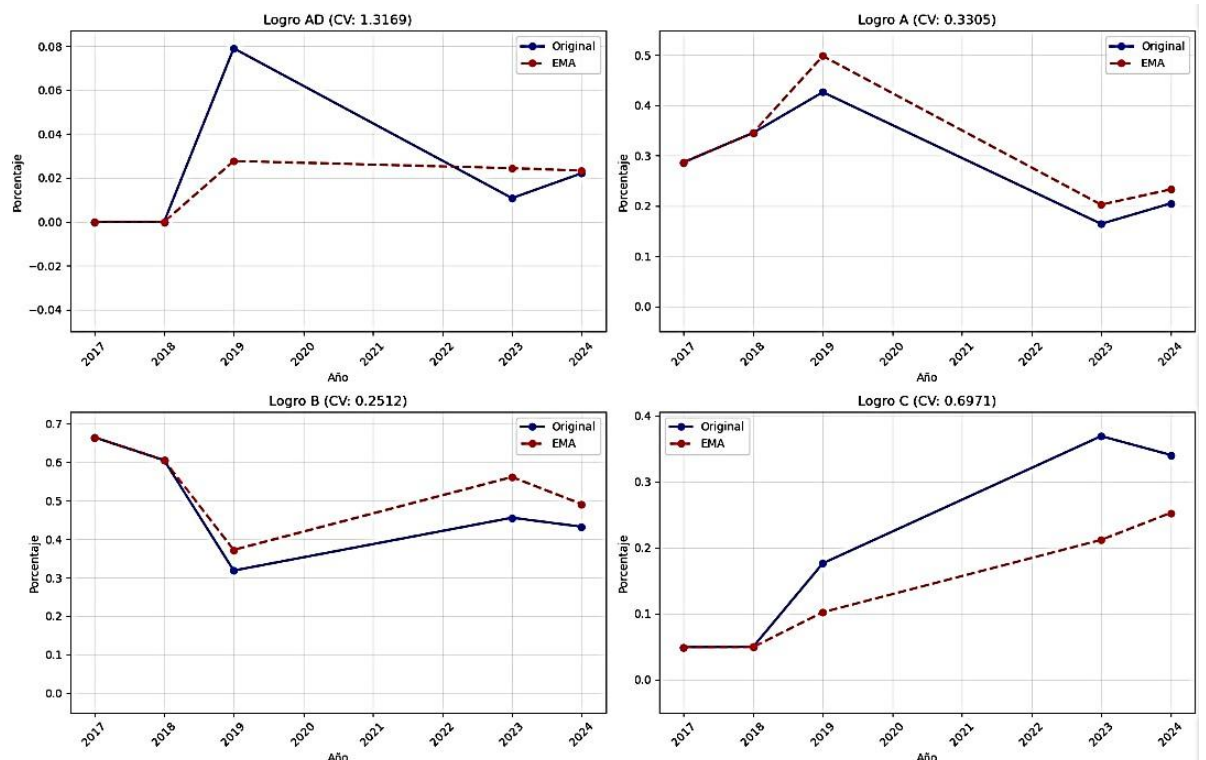 Logro AD (CV: 1.3169)
Original
EMA
0.08
0.06
0.04
0.02
0.00
−0.02
−0.04
Porcentaje
2017 2018 2019 2020 2021 2022 2023 2024
Año
Logro A (CV: 0.3305)
Original
EMA
0.5
0.4
0.3
0.2
0.1
0.0
Porcentaje
2017 2018 2019 2020 2021 2022 2023 2024
Año
Logro B (CV: 0.2512)
Original
EMA
0.7
0.6
0.5
0.4
0.3
0.2
0.1
0.0
Porcentaje
2017 2018 2019 2020 2021 2022 2023 2024
Año
Logro C (CV: 0.6971)
Original
EMA
0.4
0.3
0.2
0.1
0.0
Porcentaje
2017 2018 2019 2020 2021 2022 2023 2024
Año